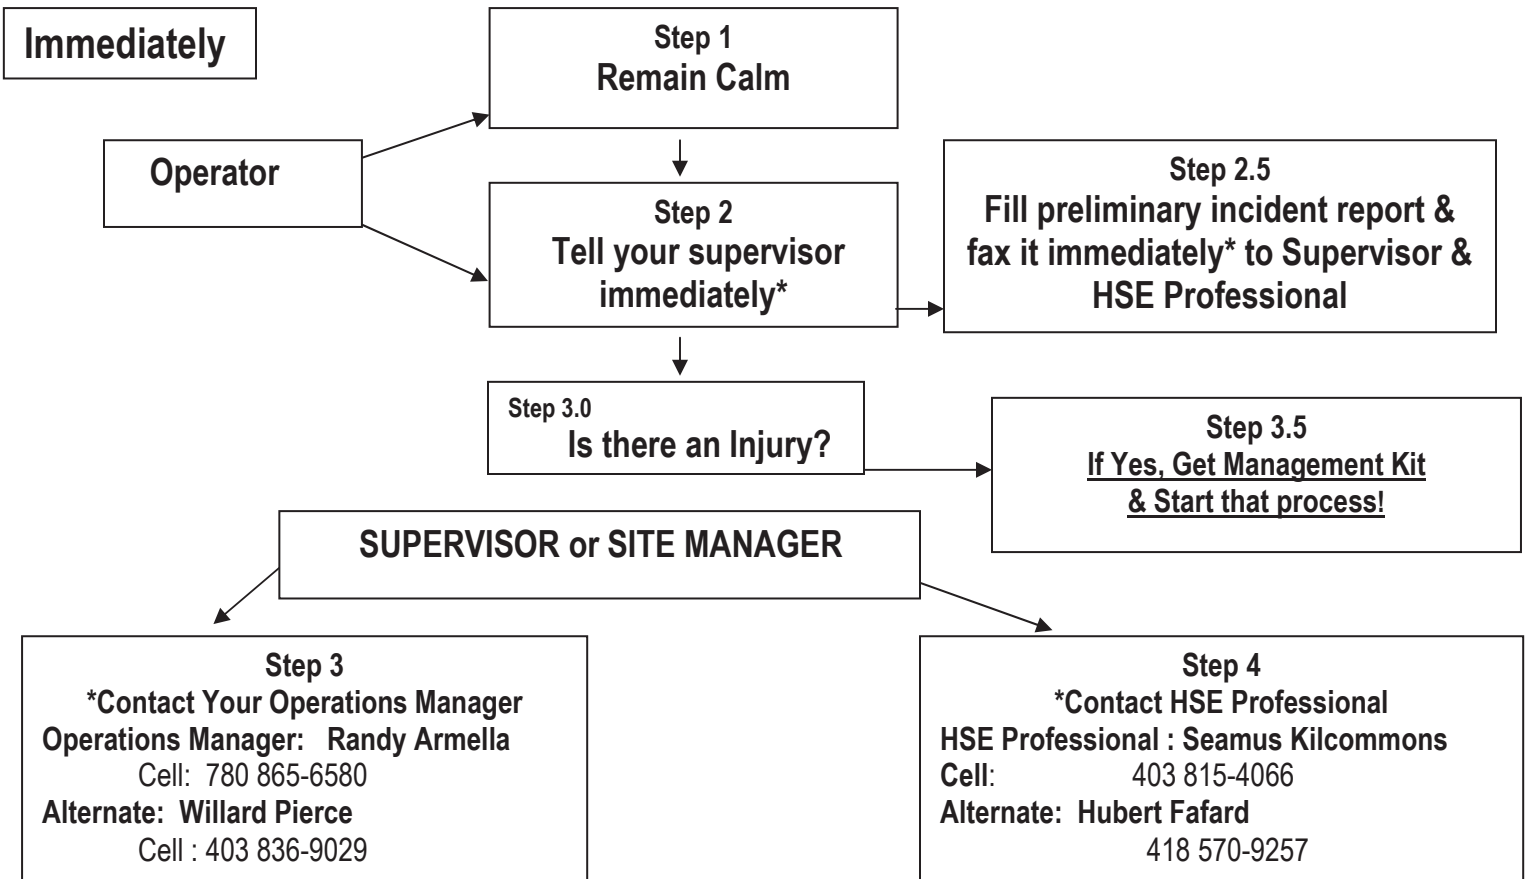 Immediately
Step 1
Remain Calm
Operator
Step 2
Tell your supervisor
immediately*
Step 2.5
Fill preliminary incident report &
fax it immediately* to Supervisor &
HSE Professional
Step 3.0
Is there an Injury?
Step 3.5
If Yes, Get Management Kit
& Start that process!
SUPERVISOR or SITE MANAGER
Step 3
*Contact Your Operations Manager
Operations Manager: Randy Armella
Cell: 780 865-6580
Alternate: Willard Pierce
Cell : 403 836-9029
Step 4
*Contact HSE Professional
HSE Professional : Seamus Kilcommons
Cell: 403 815-4066
Alternate: Hubert Fafard
418 570-9257